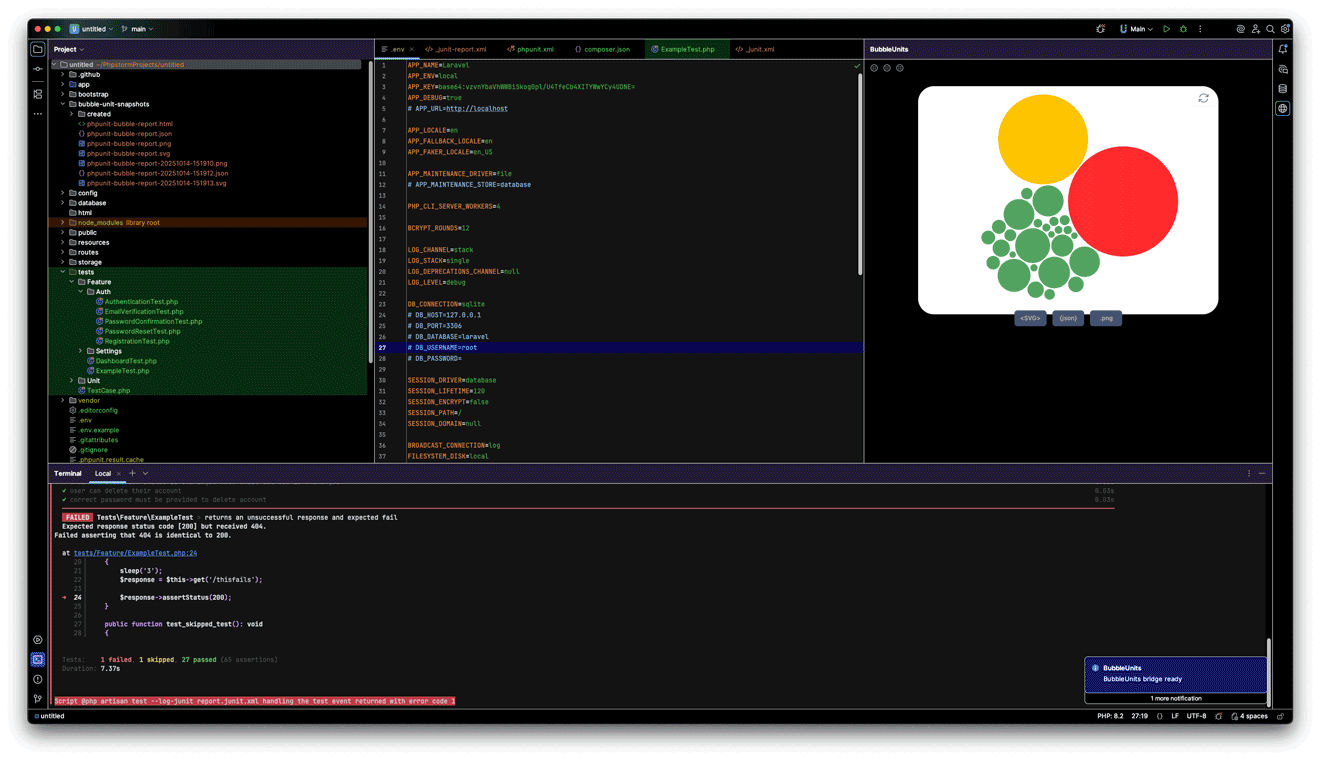 untitled
main
Main
Project
untitled ~/PhpstormProjects/untitled
.github
app
bootstrap
bubble-unit-snapshots
created
phpunit-bubble-report.html
phpunit-bubble-report.json
phpunit-bubble-report.png
phpunit-bubble-report.svg
phpunit-bubble-report-20251014-151910.png
phpunit-bubble-report-20251014-151912.json
phpunit-bubble-report-20251014-151913.svg
config
database
html
node_modules library root
public
resources
routes
storage
tests
Feature
Auth
AuthenticationTest.php
EmailVerificationTest.php
PasswordConfirmationTest.php
PasswordResetTest.php
RegistrationTest.php
Settings
DashboardTest.php
ExampleTest.php
Unit
TestCase.php
vendor
.editorconfig
.env
.env.example
.gitattributes
.gitignore
.phpunit.result.cache
.env
_junit-report.xml
phpunit.xml
composer.json
ExampleTest.php
_junit.xml
1 APP_NAME=Laravel
2 APP_ENV=local
3
4 APP_DEBUG=true
5 # APP_URL=http://localhost
6
7 APP_LOCALE=en
8 APP_FALLBACK_LOCALE=en
9 APP_FAKER_LOCALE=en_US
10
11 APP_MAINTENANCE_DRIVER=file
12 # APP_MAINTENANCE_STORE=database
13
14 PHP_CLI_SERVER_WORKERS=4
15
16 BCRYPT_ROUNDS=12
17
18 LOG_CHANNEL=stack
19 LOG_STACK=single
20 LOG_DEPRECATIONS_CHANNEL=null
21 LOG_LEVEL=debug
22
23 DB_CONNECTION=sqlite
24 # DB_HOST=127.0.0.1
25 # DB_PORT=3306
26 # DB_DATABASE=laravel
27 # DB_USERNAME=root
28 # DB_PASSWORD=
29
30 SESSION_DRIVER=database
31 SESSION_LIFETIME=120
32 SESSION_ENCRYPT=false
33 SESSION_PATH=/
34 SESSION_DOMAIN=null
35
36 BROADCAST_CONNECTION=log
37 FILESYSTEM_DISK=local
BubbleUnits
<SVG>
{json}
.png
Terminal
Local
✓ user can delete their account 0.03s
✓ correct password must be provided to delete account 0.03s
FAILED Tests\Feature\ExampleTest > returns an unsuccessful response and expected fail
Expected response status code [200] but received 404.
Failed asserting that 404 is identical to 200.
at tests/Feature/ExampleTest.php:24
20 {
21 sleep('3');
22 $response = $this->get('/thisfails');
23
→ 24 $response->assertStatus(200);
25 }
26
27 public function test_skipped_test(): void
28 {
Tests: 1 failed, 1 skipped, 27 passed (65 assertions)
Duration: 7.37s
Script @php artisan test --log-junit report.junit.xml handling the test event returned with error code 1
BubbleUnits
BubbleUnits bridge ready
1 more notification
untitled
PHP: 8.2 27:19 LF UTF-8 4 spaces